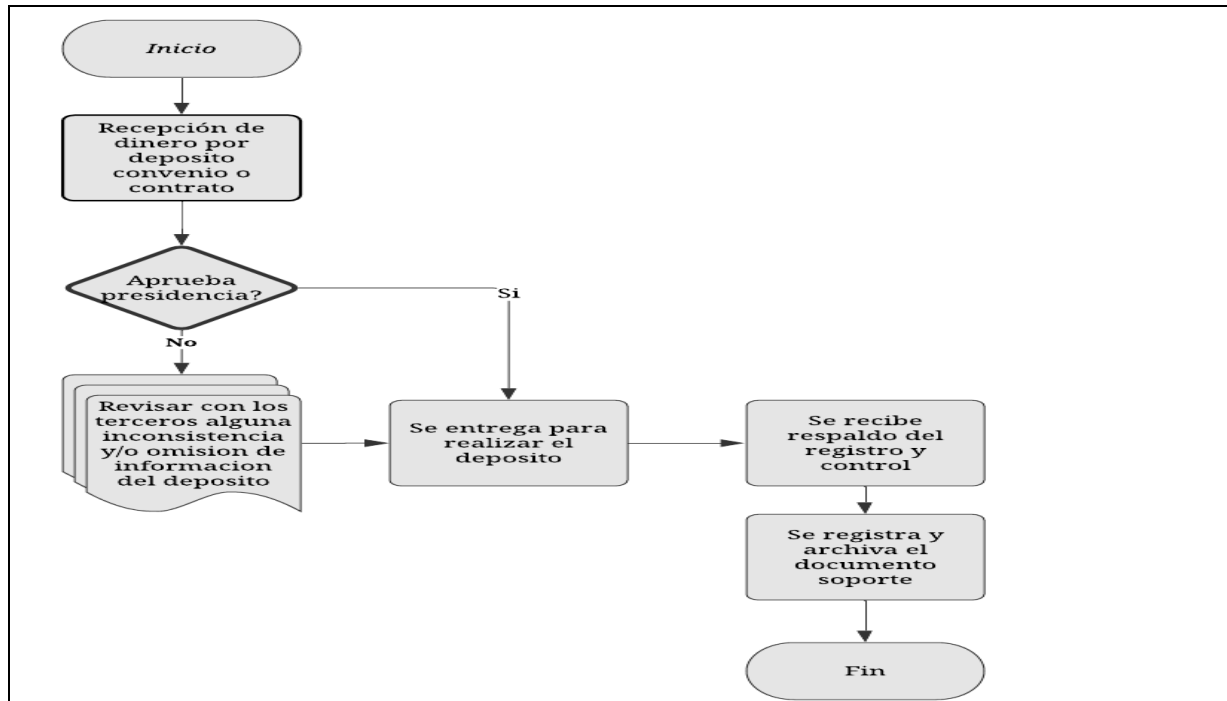 Inicio
Recepción de
dinero por
deposito
convenio o
contrato
Aprueba
presidencia?
Si
No
Revisar con los
terceros alguna
inconsistencia
y/o omision de
informacion
del deposito
Se entrega para
realizar el
deposito
Se recibe
respaldo del
registro y
control
Se registra y
archiva el
documento
soporte
Fin